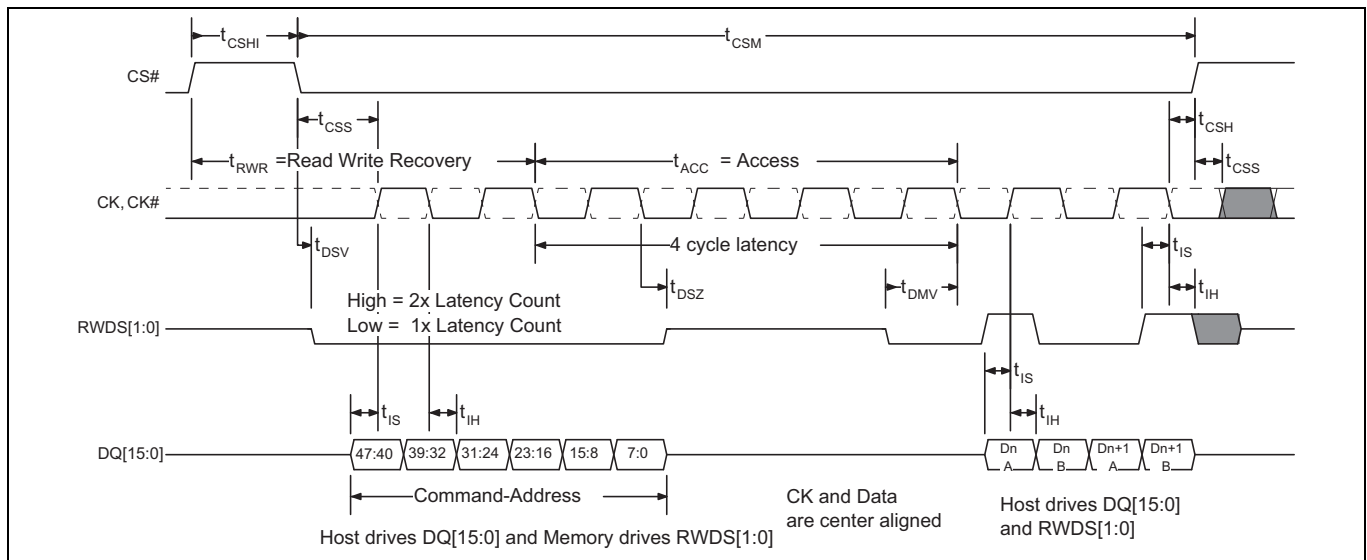 tCSHI
tCSM
CS#
tCSS
tCSH
tRWR =Read Write Recovery
tACC = Access
tCSS
CK, CK#
tDSV
4 cycle latency
tIS
tDSZ
tDMV
tIH
High = 2x Latency Count
Low = 1x Latency Count
RWDS[1:0]
tIS
tIS
tIH
tIH
DQ[15:0]
47:40 39:32 31:24 23:16 15:8 7:0
Dn A Dn B Dn+1 A Dn+1 B
Command-Address
CK and Data
are center aligned
Host drives DQ[15:0]
and RWDS[1:0]
Host drives DQ[15:0] and Memory drives RWDS[1:0]